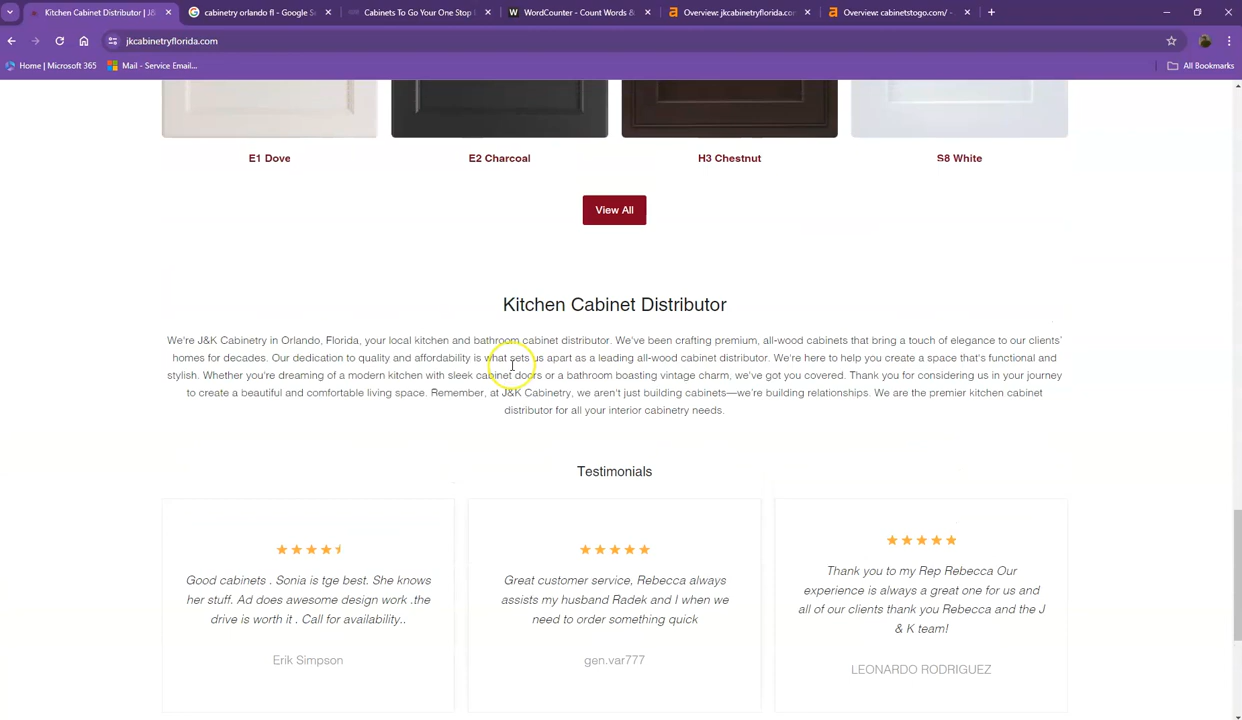 Kitchen Cabinet Distributor | J&
cabinetry orlando fl - Google Se
Cabinets To Go Your One Stop
WordCounter - Count Words &
Overview: jkcabinetryflorida.com/
Overview: cabinetstogo.com/ -
jkcabinetryflorida.com
Home | Microsoft 365
Mail - Service Email...
All Bookmarks
E1 Dove
E2 Charcoal
H3 Chestnut
S8 White
View All
Kitchen Cabinet Distributor
We're J&K Cabinetry in Orlando, Florida, your local kitchen and bathroom cabinet distributor. We've been crafting premium, all-wood cabinets that bring a touch of elegance to our clients'
homes for decades. Our dedication to quality and affordability is what sets us apart as a leading all-wood cabinet distributor. We're here to help you create a space that's functional and
stylish. Whether you're dreaming of a modern kitchen with sleek cabinet doors or a bathroom boasting vintage charm, we've got you covered. Thank you for considering us in your journey
to create a beautiful and comfortable living space. Remember, at J&K Cabinetry, we aren't just building cabinets—we're building relationships. We are the premier kitchen cabinet
distributor for all your interior cabinetry needs.
Testimonials
Good cabinets . Sonia is tge best. She knows
her stuff. Ad does awesome design work .the
drive is worth it . Call for availability..
Erik Simpson
Great customer service, Rebecca always
assists my husband Radek and I when we
need to order something quick
gen.var777
Thank you to my Rep Rebecca Our
experience is always a great one for us and
all of our clients thank you Rebecca and the J
& K team!
LEONARDO RODRIGUEZ